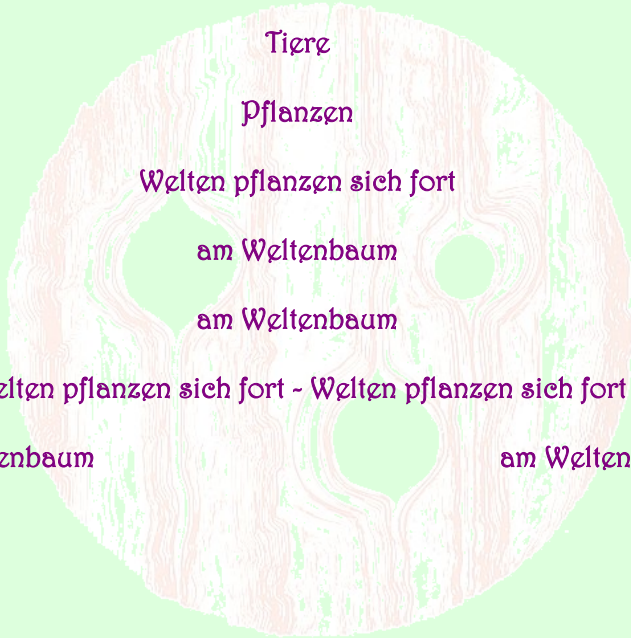 Tiere
Pflanzen
Welten pflanzen sich fort
am Weltenbaum
am Weltenbaum
elten pflanzen sich fort - Welten pflanzen sich fort
enbaum am Welten